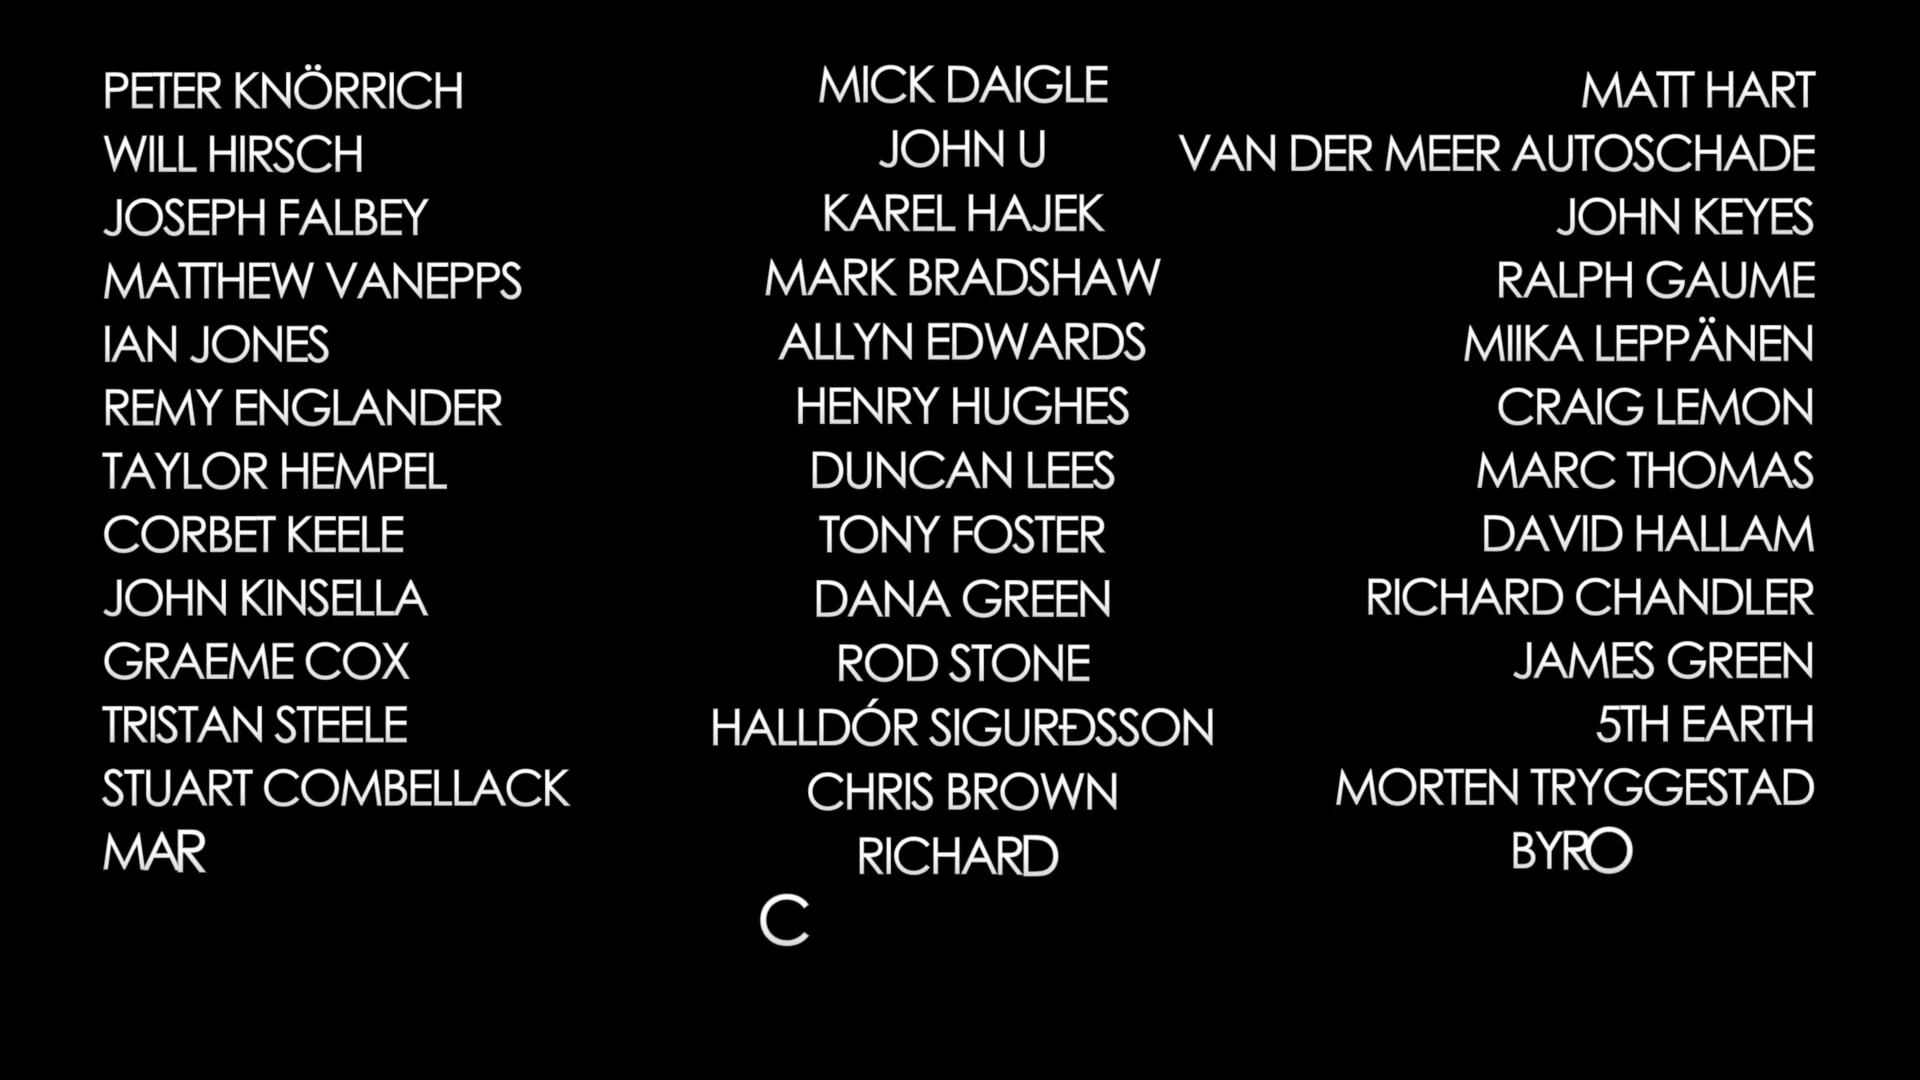 PETER KNÖRRICH
WILL HIRSCH
JOSEPH FALBEY
MATTHEW VANEPPS
IAN JONES
REMY ENGLANDER
TAYLOR HEMPEL
CORBET KEELE
JOHN KINSELLA
GRAEME COX
TRISTAN STEELE
STUART COMBELLACK
MAR
MICK DAIGLE
JOHN U
KAREL HAJEK
MARK BRADSHAW
ALLYN EDWARDS
HENRY HUGHES
DUNCAN LEES
TONY FOSTER
DANA GREEN
ROD STONE
HALLDÓR SIGURÐSSON
CHRIS BROWN
RICHARD
C
MATT HART
VAN DER MEER AUTOSCHADE
JOHN KEYES
RALPH GAUME
MIIKA LEPPÄNEN
CRAIG LEMON
MARC THOMAS
DAVID HALLAM
RICHARD CHANDLER
JAMES GREEN
5TH EARTH
MORTEN TRYGGESTAD
BYRO